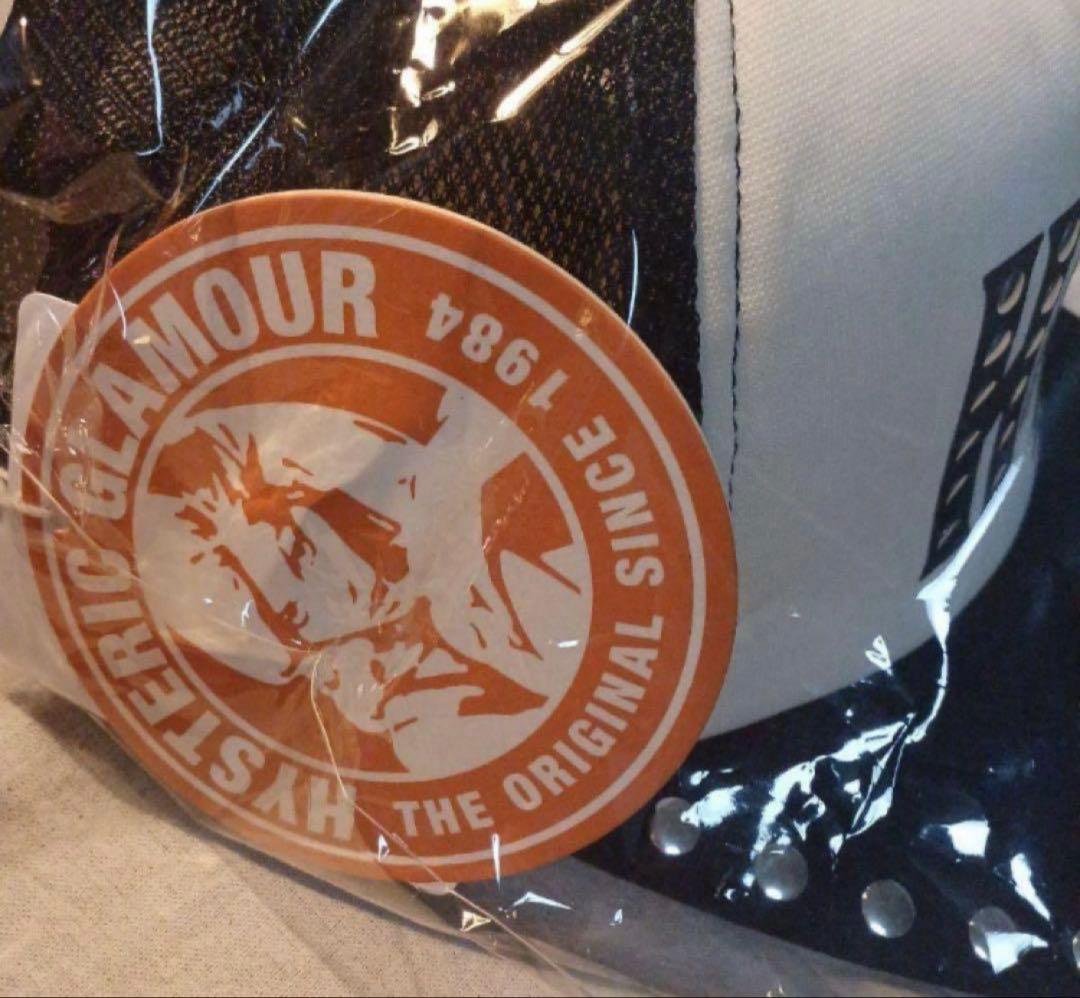 HYSTERIC GLAMOUR
THE ORIGINAL SINCE 1984